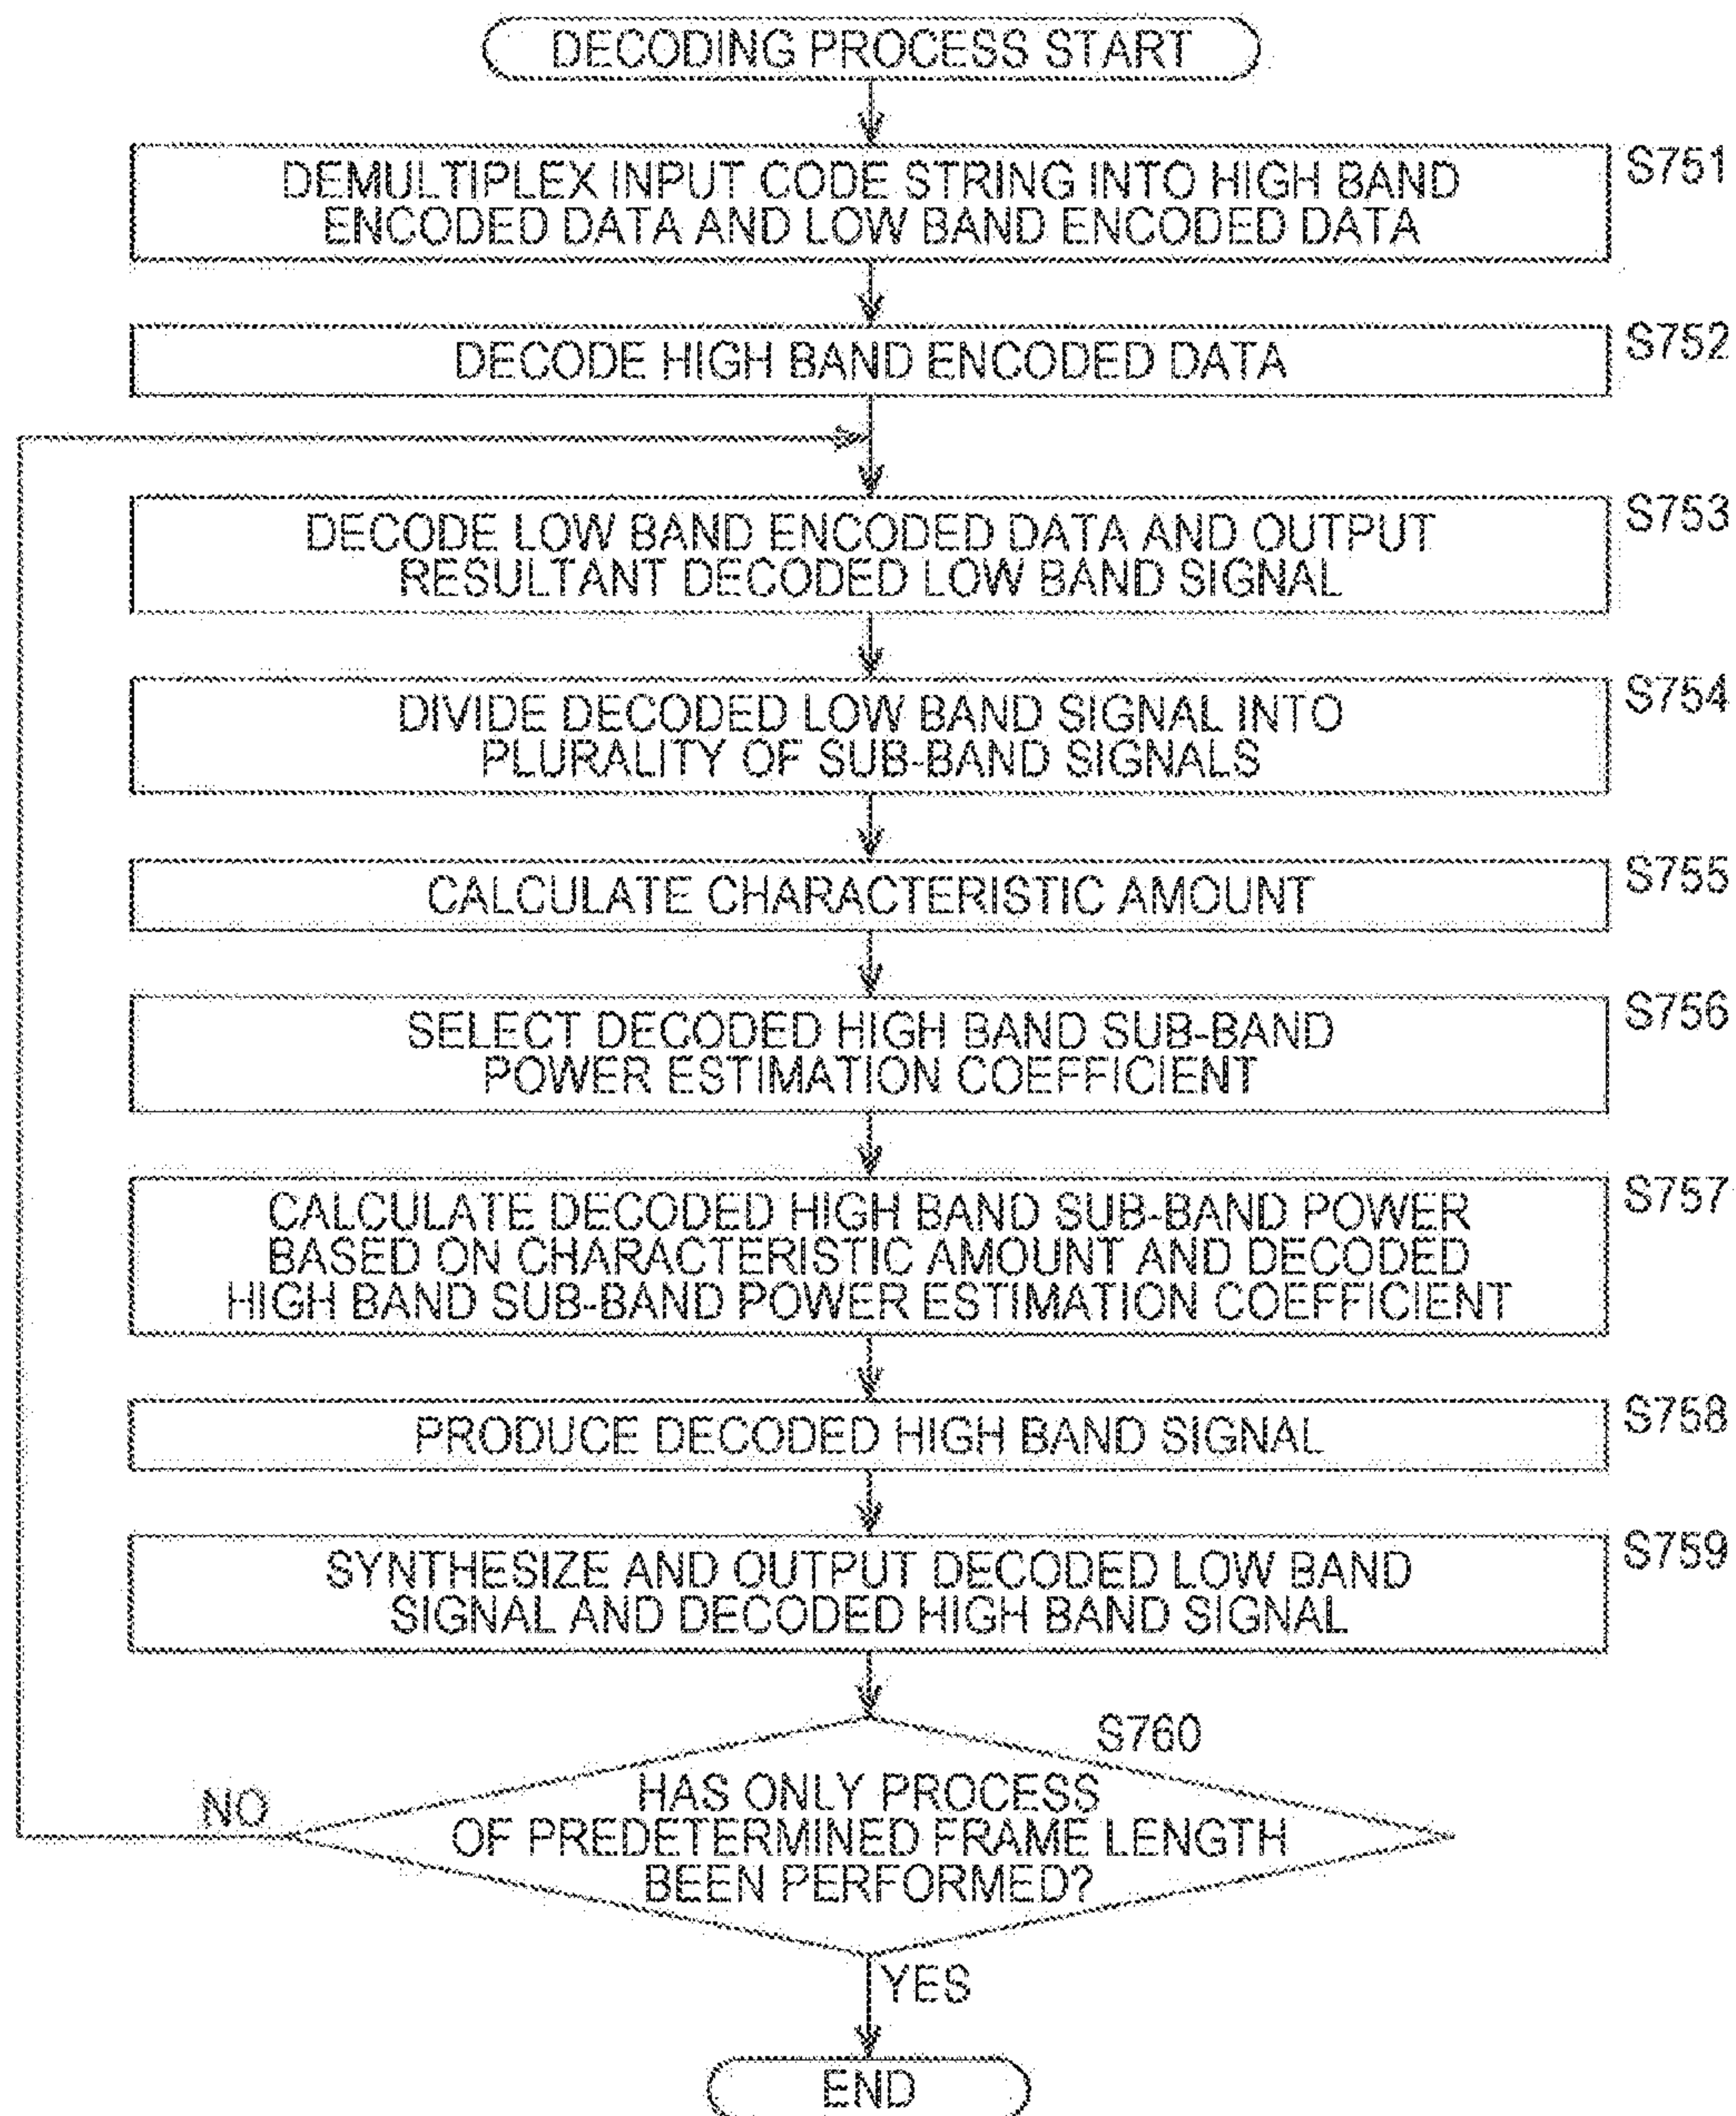 DECODING PROCESS START
DEMULTIPLEX INPUT CODE STRING INTO HIGH BAND
ENCODED DATA AND LOW BAND ENCODED DATA
S751
DECODE HIGH BAND ENCODED DATA
S752
DECODE LOW BAND ENCODED DATA AND OUTPUT
RESULTANT DECODED LOW BAND SIGNAL
S753
DIVIDE DECODED LOW BAND SIGNAL INTO
PLURALITY OF SUB-BAND SIGNALS
S754
CALCULATE CHARACTERISTIC AMOUNT
S755
SELECT DECODED HIGH BAND SUB-BAND
POWER ESTIMATION COEFFICIENT
S756
CALCULATE DECODED HIGH BAND SUB-BAND POWER
BASED ON CHARACTERISTIC AMOUNT AND DECODED
HIGH BAND SUB-BAND POWER ESTIMATION COEFFICIENT
S757
PRODUCE DECODED HIGH BAND SIGNAL
S758
SYNTHESIZE AND OUTPUT DECODED LOW BAND
SIGNAL AND DECODED HIGH BAND SIGNAL
S759
S760
HAS ONLY PROCESS
OF PREDETERMINED FRAME LENGTH
BEEN PERFORMED?
NO
YES
END